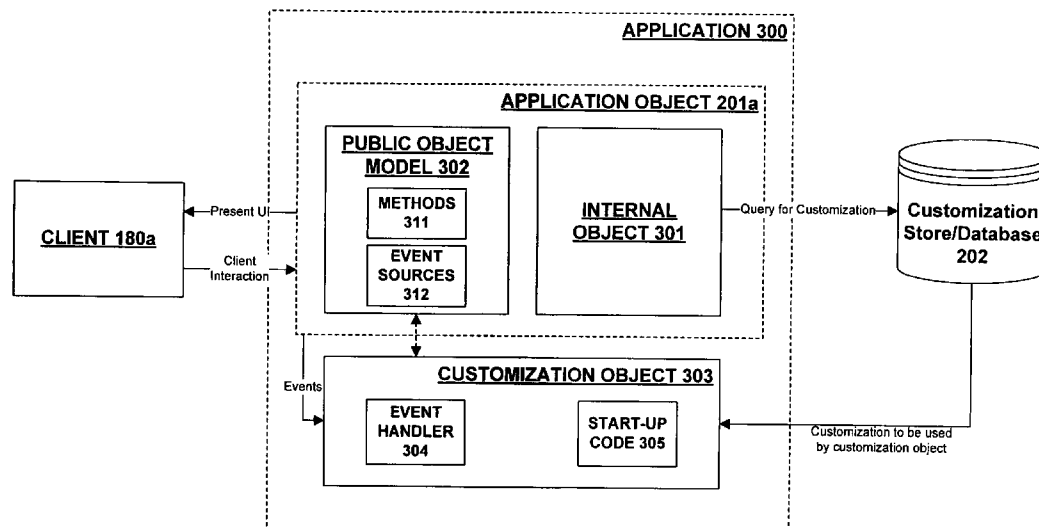 APPLICATION 300
APPLICATION OBJECT 201a
PUBLIC OBJECT
MODEL 302
METHODS
311
EVENT
SOURCES
312
INTERNAL
OBJECT 301
CLIENT 180a
Present UI
Client
Interaction
Query for Customization
Customization
Store/Database
202
Events
CUSTOMIZATION OBJECT 303
EVENT
HANDLER
304
START-UP
CODE 305
Customization to be used
by customization object